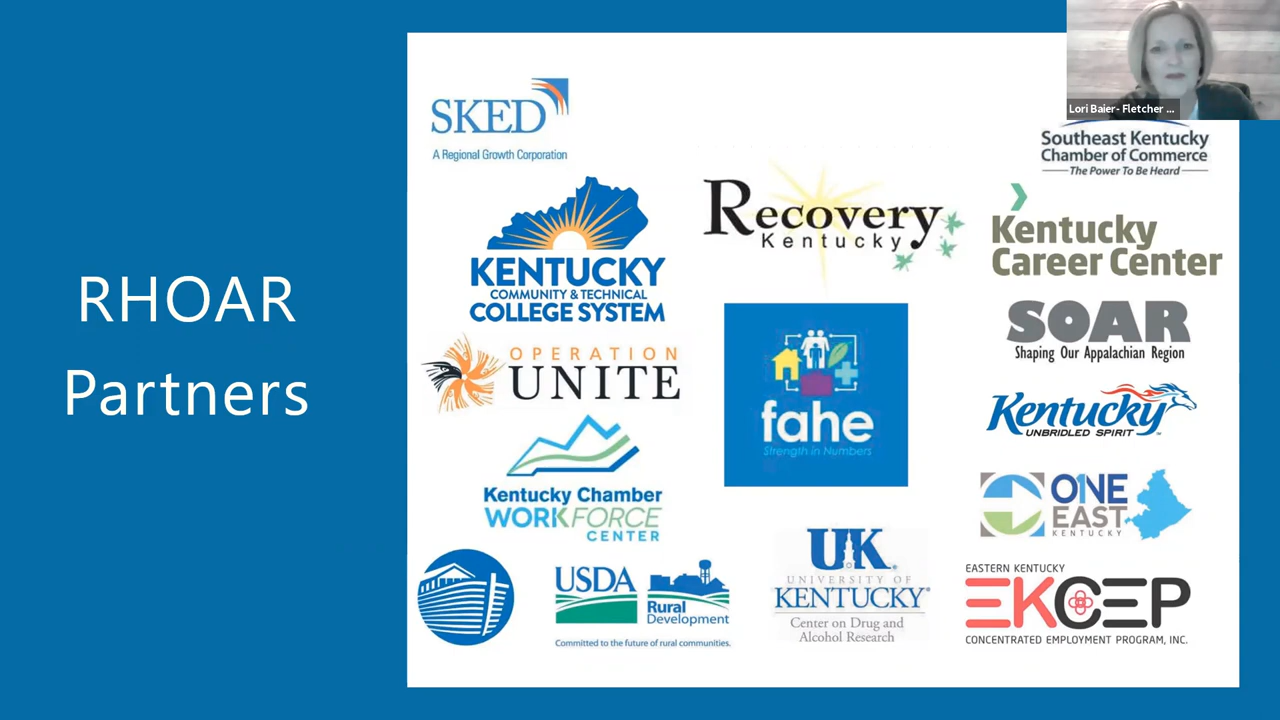 RHOAR
Partners
Lori Baier- Fletcher ...
SKED
A Regional Growth Corporation
Southeast Kentucky
Chamber of Commerce
The Power To Be Heard
KENTUCKY
COMMUNITY & TECHNICAL
COLLEGE SYSTEM
Recovery
Kentucky
Kentucky
Career Center
OPERATION
UNITE
fahe
Strength in Numbers
SOAR
Shaping Our Appalachian Region
Kentucky
UNBRIDLED SPIRIT™
Kentucky Chamber
WORKFORCE
CENTER
ONE
EAST
KENTUCKY
USDA
Rural
Development
Committed to the future of rural communities.
UK®
UNIVERSITY OF
KENTUCKY®
Center on Drug and
Alcohol Research
EASTERN KENTUCKY
EKCEP
CONCENTRATED EMPLOYMENT PROGRAM, INC.